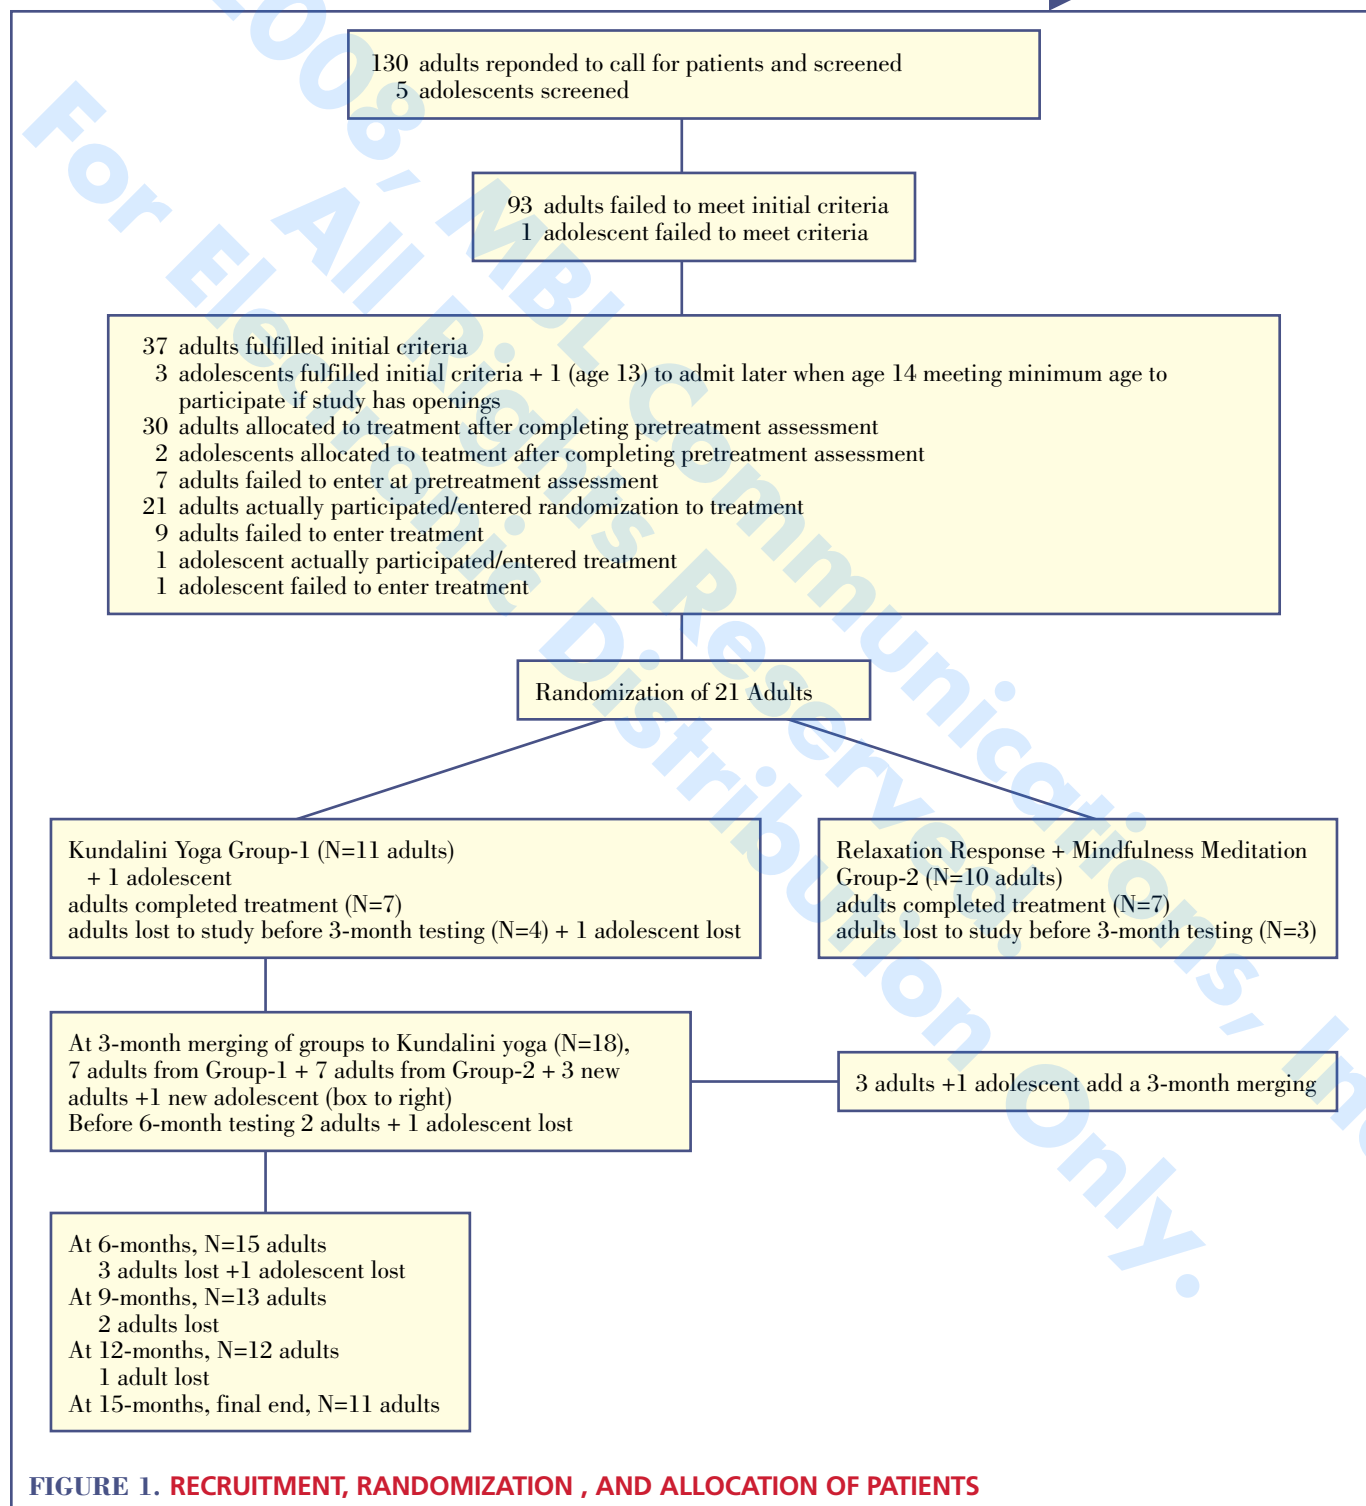 130 adults reponded to call for patients and screened
5 adolescents screened
93 adults failed to meet initial criteria
1 adolescent failed to meet criteria
37 adults fulfilled initial criteria
3 adolescents fulfilled initial criteria + 1 (age 13) to admit later when age 14 meeting minimum age to
participate if study has openings
30 adults allocated to treatment after completing pretreatment assessment
2 adolescents allocated to teatment after completing pretreatment assessment
7 adults failed to enter at pretreatment assessment
21 adults actually participated/entered randomization to treatment
9 adults failed to enter treatment
1 adolescent actually participated/entered treatment
1 adolescent failed to enter treatment
Randomization of 21 Adults
Kundalini Yoga Group-1 (N=11 adults)
+ 1 adolescent
adults completed treatment (N=7)
adults lost to study before 3-month testing (N=4) + 1 adolescent lost
Relaxation Response + Mindfulness Meditation
Group-2 (N=10 adults)
adults completed treatment (N=7)
adults lost to study before 3-month testing (N=3)
At 3-month merging of groups to Kundalini yoga (N=18),
7 adults from Group-1 + 7 adults from Group-2 + 3 new
adults +1 new adolescent (box to right)
Before 6-month testing 2 adults + 1 adolescent lost
3 adults +1 adolescent add a 3-month merging
At 6-months, N=15 adults
3 adults lost +1 adolescent lost
At 9-months, N=13 adults
2 adults lost
At 12-months, N=12 adults
1 adult lost
At 15-months, final end, N=11 adults
FIGURE 1. RECRUITMENT, RANDOMIZATION , AND ALLOCATION OF PATIENTS
2008, MBL Communications, Inc
All Rights Reserved.
For Electronic Distribution Only.